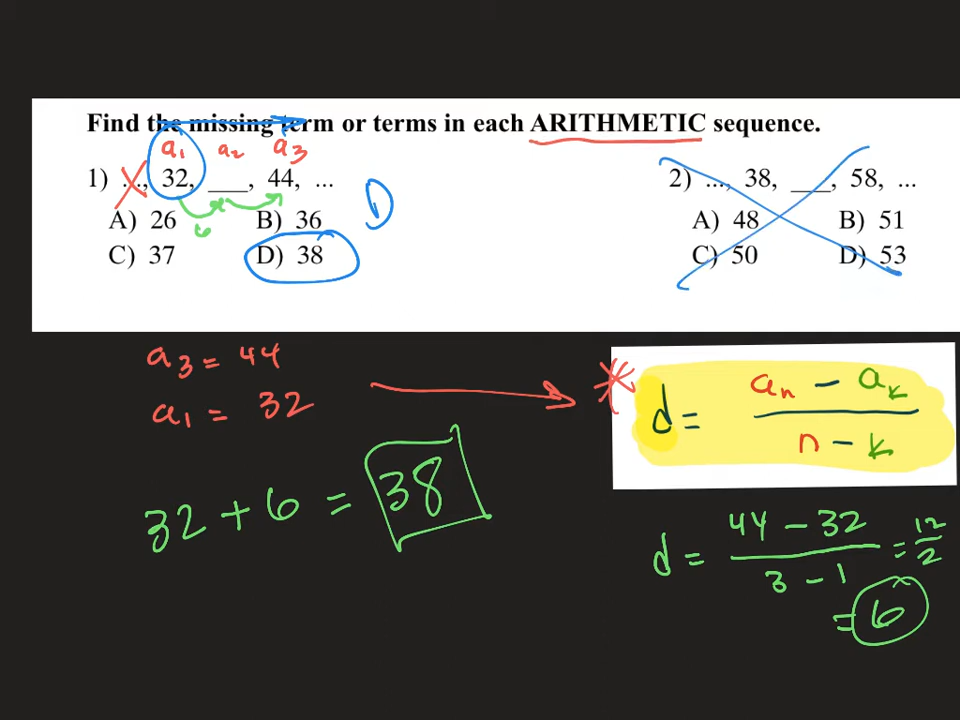 Find the missing term or terms in each ARITHMETIC sequence.
a1 a2 a3
1) ..., 32, ___, 44, ...
2) ..., 38, ___, 58, ...
6
D
A) 26 B) 36
C) 37 D) 38
A) 48 B) 51
C) 50 D) 53
a3 = 44
a1 = 32
32 + 6 = 38
* d = an - ak
n - k
d = 44 - 32
3 - 1
= 12
2
= 6